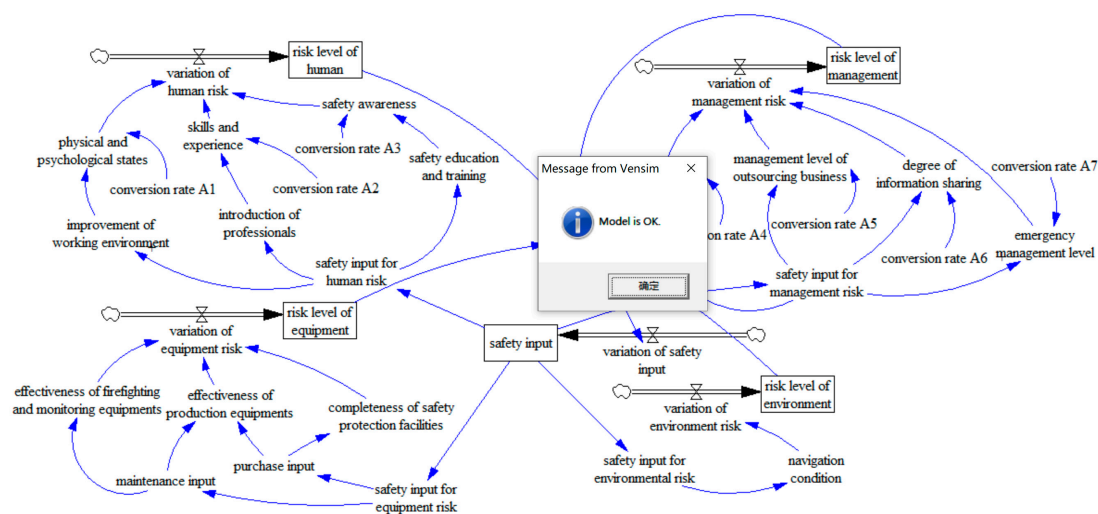 risk level of
human
variation of
human risk
safety awareness
physical and
psychological states
skills and
experience
conversion rate A3
safety education
and training
conversion rate A1
conversion rate A2
improvement of
working environment
introduction of
professionals
safety input for
human risk
risk level of
management
variation of
management risk
management level of
outsourcing business
degree of
information sharing
conversion rate A7
on rate A4
conversion rate A5
conversion rate A6
emergency
management level
safety input for
management risk
Message from Vensim
Model is OK.
确定
risk level of
equipment
variation of
equipment risk
effectiveness of firefighting
and monitoring equipments
effectiveness of
production equipments
completeness of safety
protection facilities
maintenance input
purchase input
safety input for
equipment risk
safety input
variation of safety
input
risk level of
environment
variation of
environment risk
safety input for
environmental risk
navigation
condition